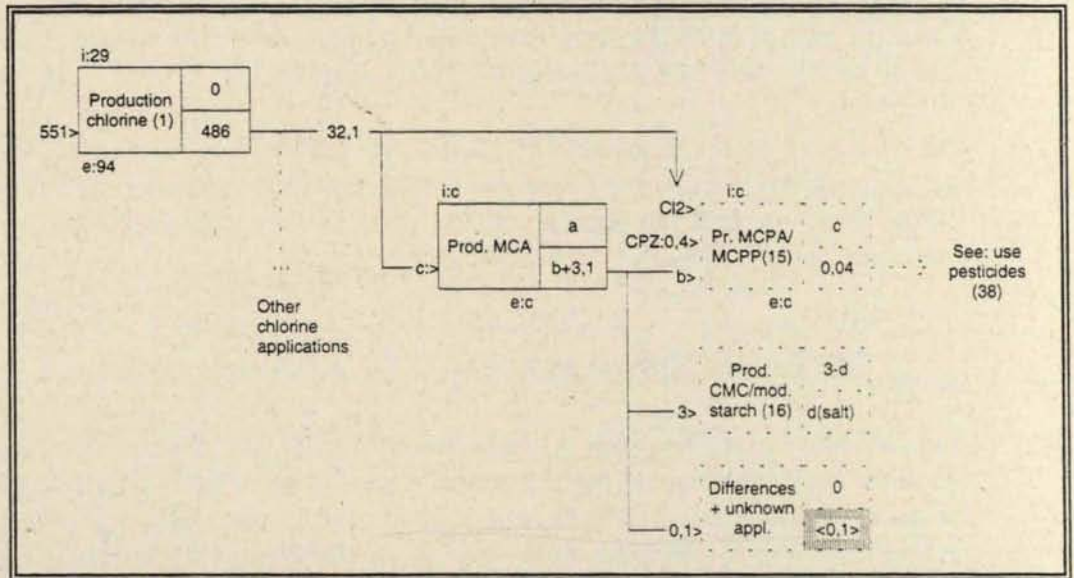 i:29
Production chlorine (1)
0
551>
486
32,1
e:94
i:c
i:c
Cl2>
a
c
CPZ:0,4>
Pr. MCPA/
MCPP(15)
Prod. MCA
See: use
pesticides
(38)
c:>
b+3,1
b>
0,04
e:c
e:c
...
Other
chlorine
applications
Prod.
CMC/mod.
starch (16)
3-d
3>
d(salt)
Differences
+ unknown
appl.
0
0,1>
<0,1>